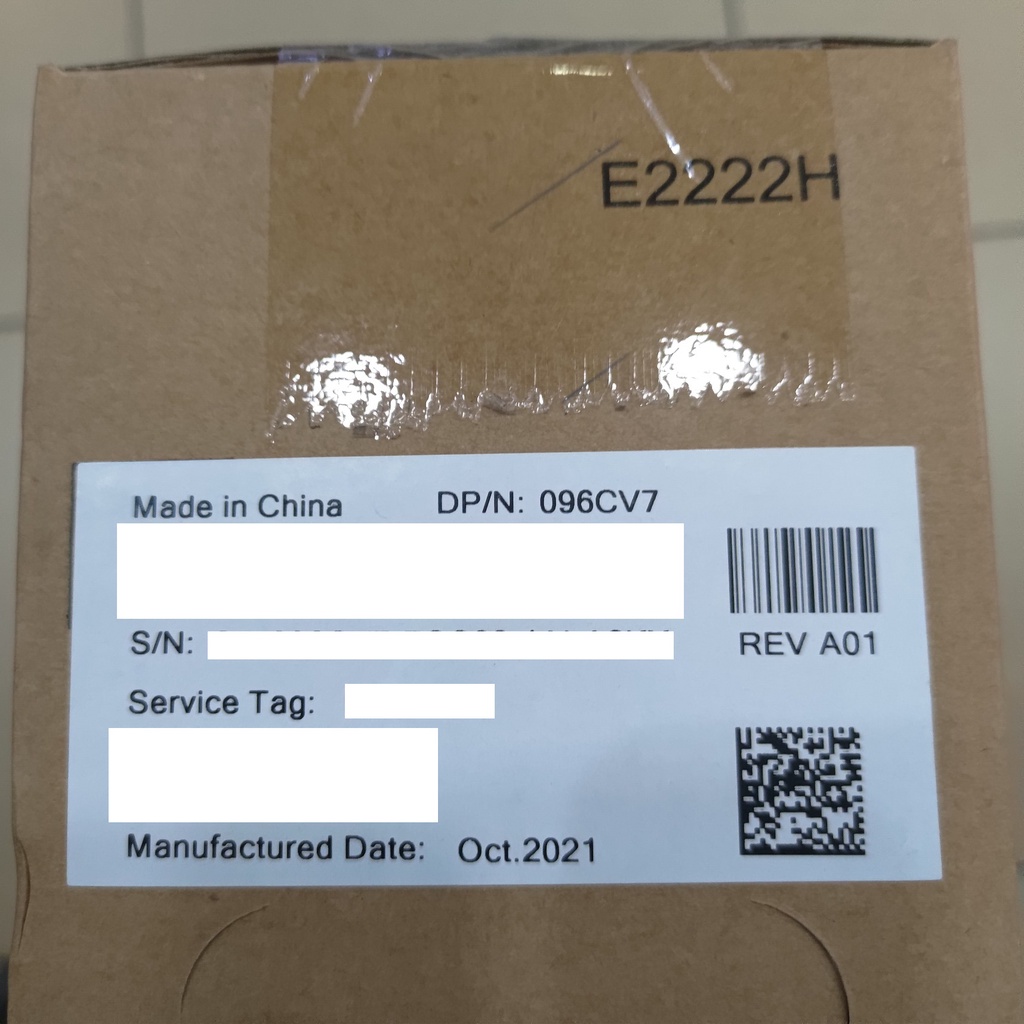 E2222H
Made in China DP/N: 096CV7
S/N:
REV A01
Service Tag:
Manufactured Date: Oct.2021